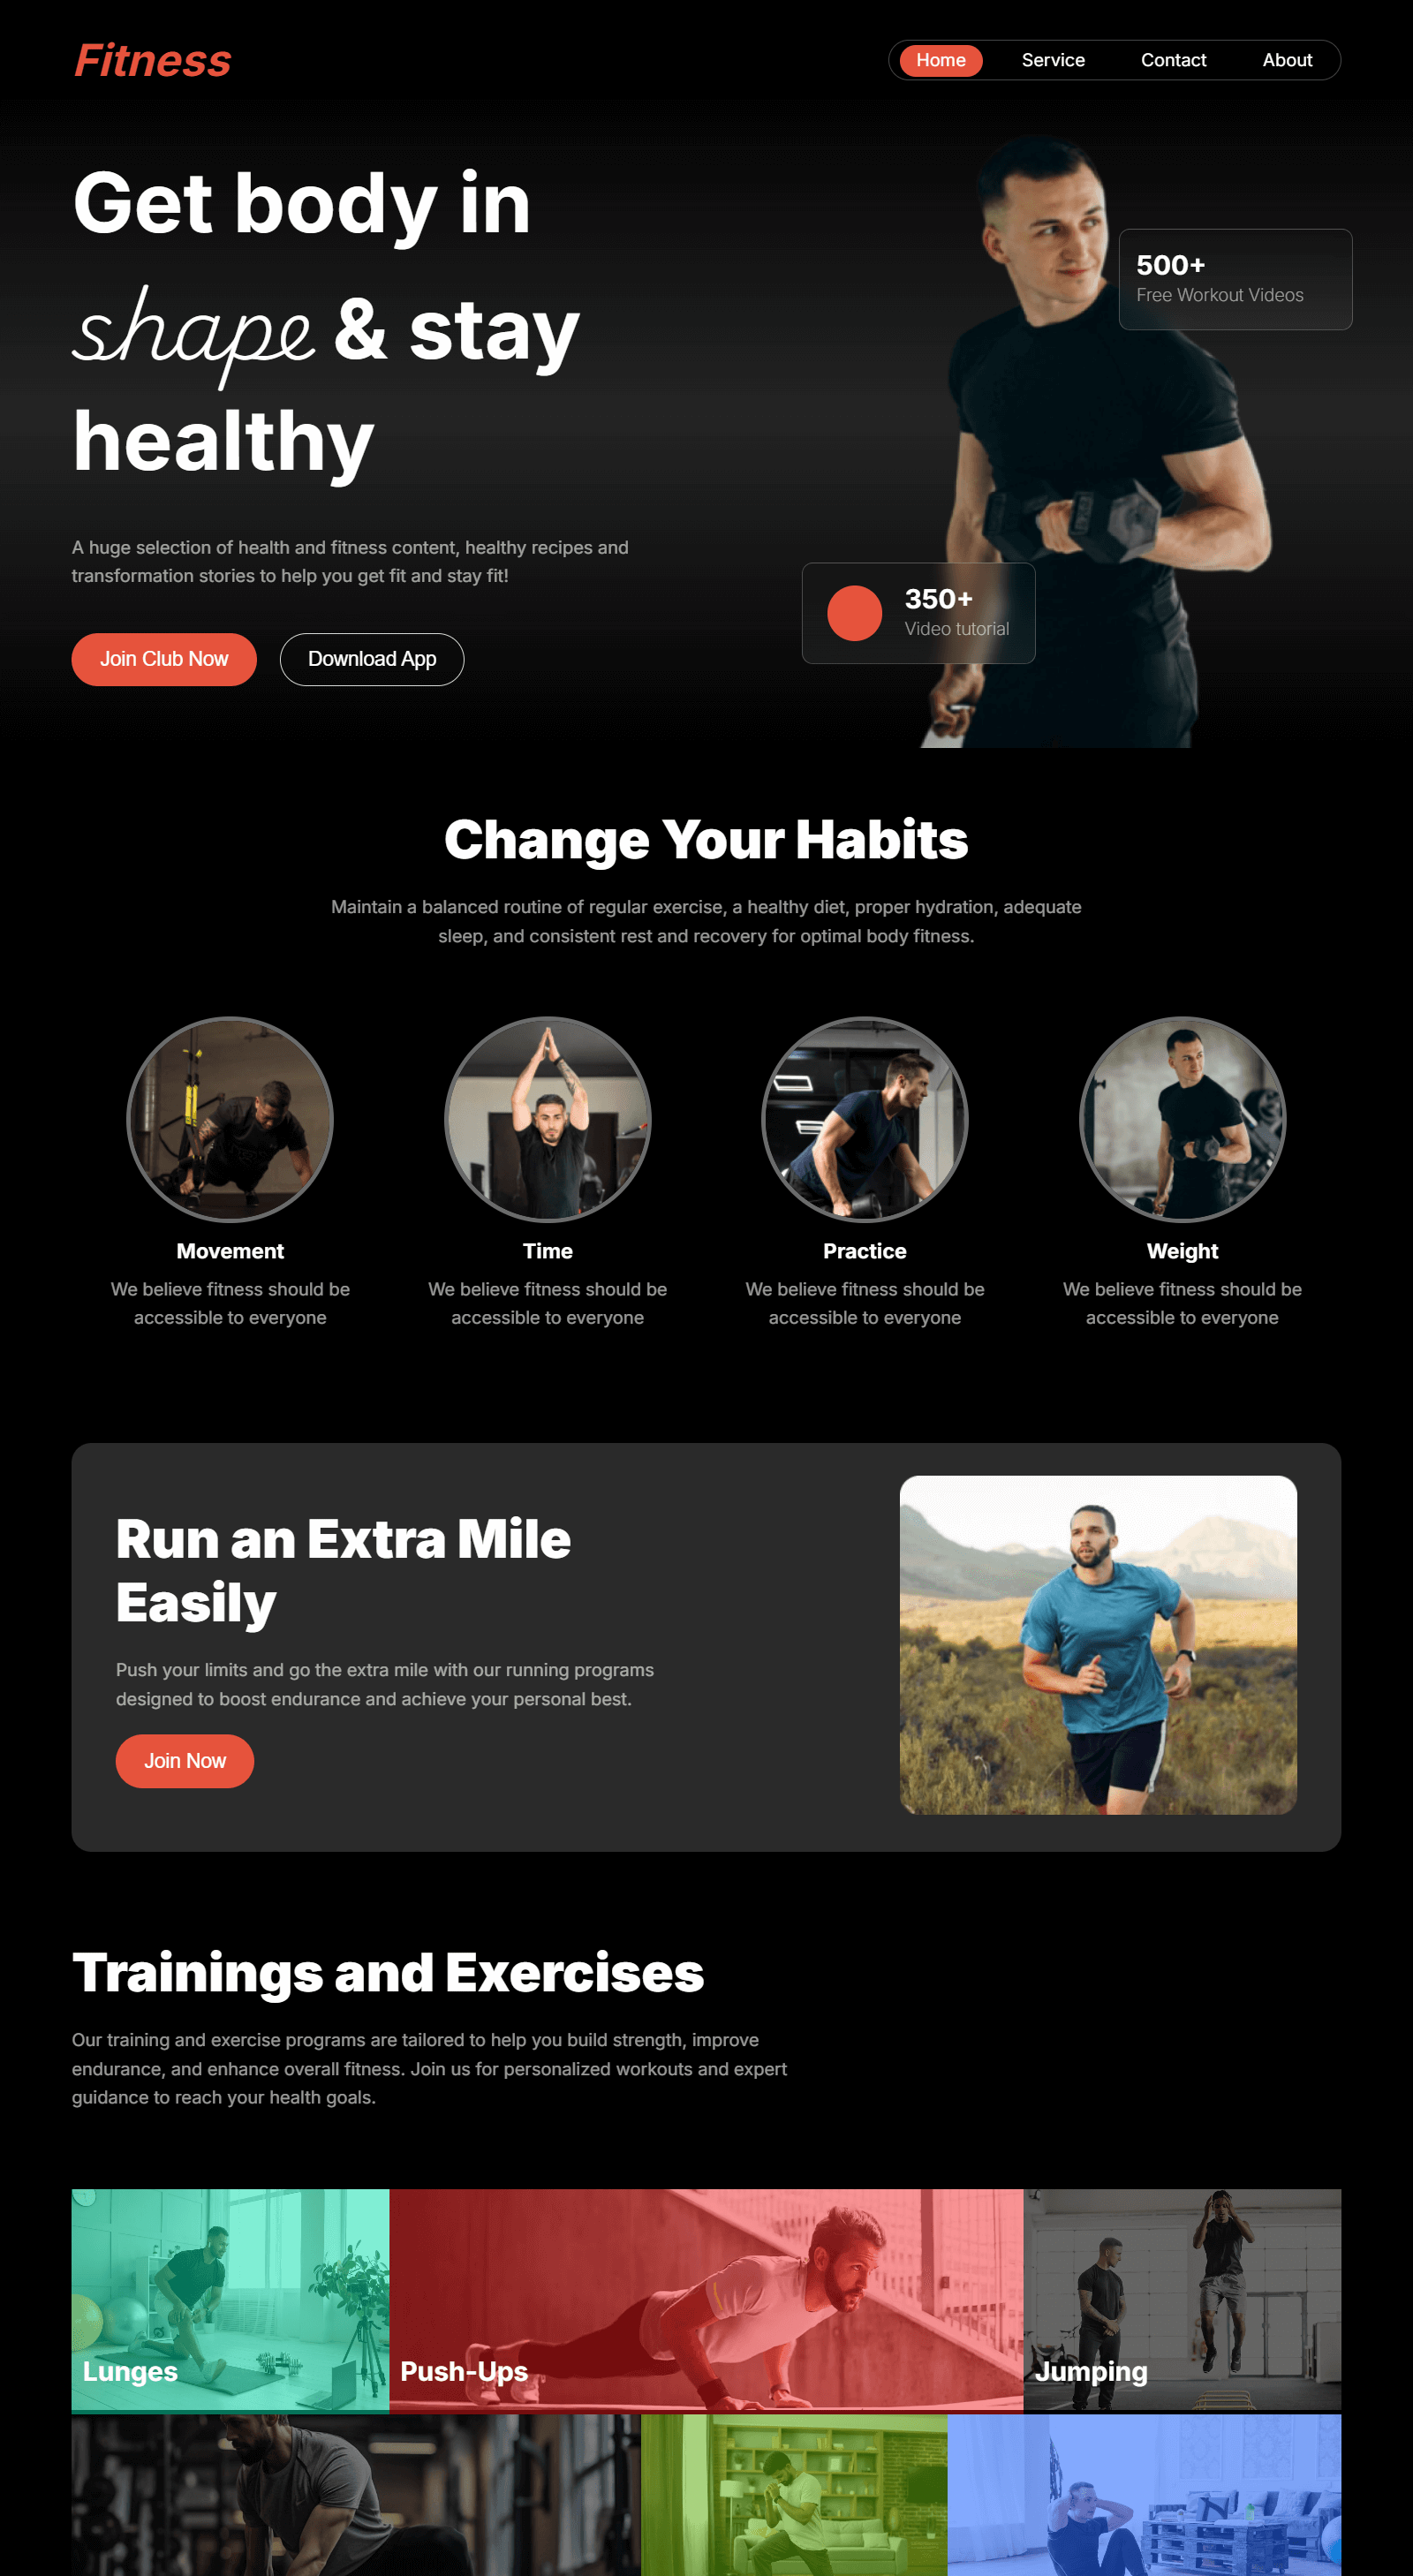 Fitness
Home Service Contact About
Get body in
shape & stay
healthy
A huge selection of health and fitness content, healthy recipes and
transformation stories to help you get fit and stay fit!
Join Club Now Download App
500+
Free Workout Videos
350+
Video tutorial
Change Your Habits
Maintain a balanced routine of regular exercise, a healthy diet, proper hydration, adequate
sleep, and consistent rest and recovery for optimal body fitness.
Movement
We believe fitness should be
accessible to everyone
Time
We believe fitness should be
accessible to everyone
Practice
We believe fitness should be
accessible to everyone
Weight
We believe fitness should be
accessible to everyone
Run an Extra Mile
Easily
Push your limits and go the extra mile with our running programs
designed to boost endurance and achieve your personal best.
Join Now
Trainings and Exercises
Our training and exercise programs are tailored to help you build strength, improve
endurance, and enhance overall fitness. Join us for personalized workouts and expert
guidance to reach your health goals.
Lunges
Push-Ups
Jumping